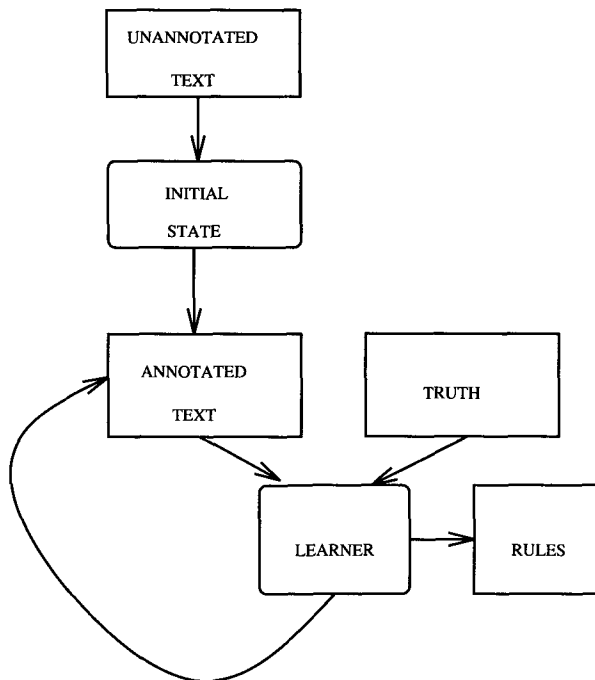 UNANNOTATED
TEXT
INITIAL
STATE
ANNOTATED
TEXT
TRUTH
LEARNER
RULES